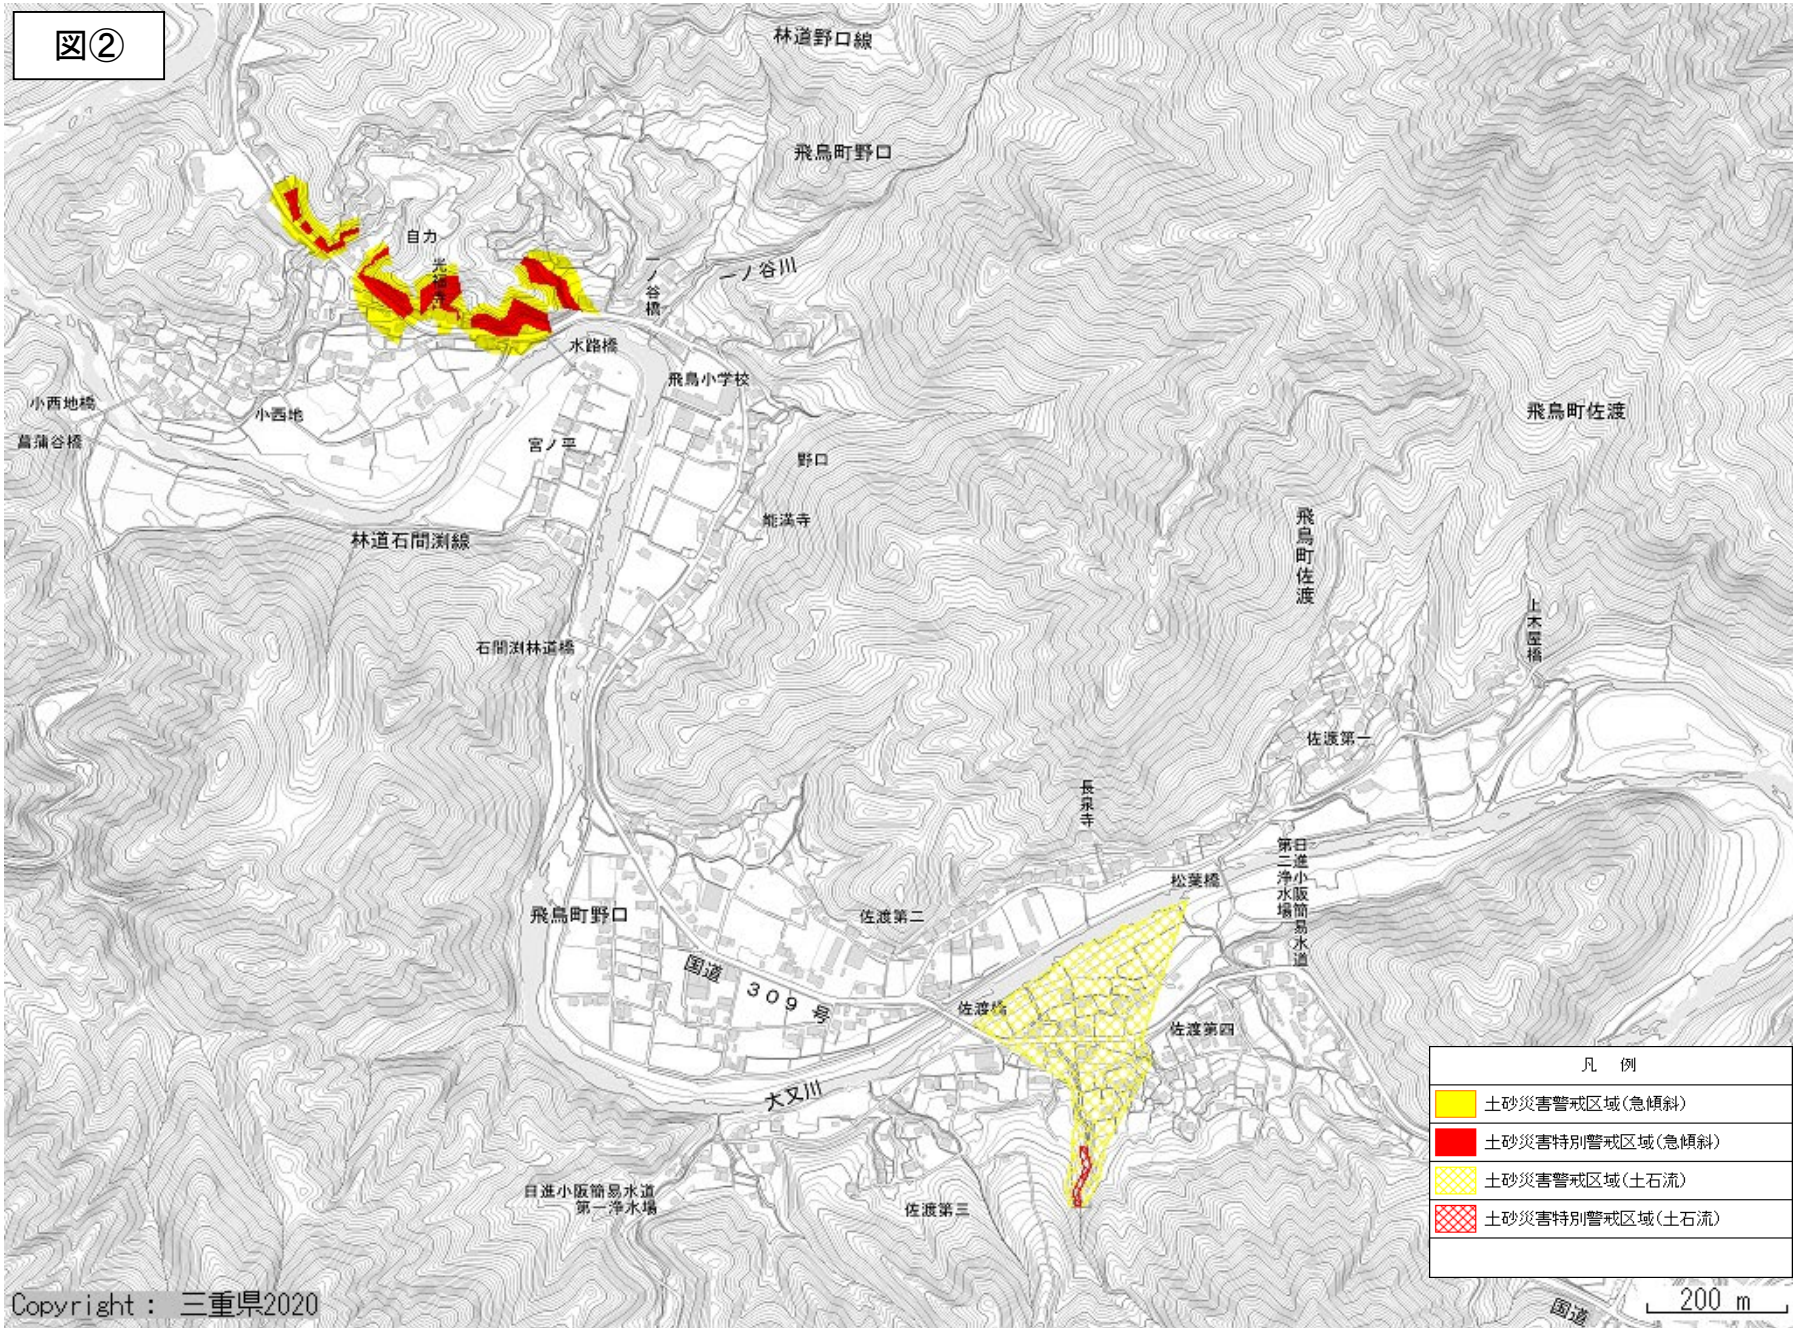 図②
林道野口線
飛鳥町野口
自力
光福寺
一ノ谷橋
一ノ谷川
水路橋
飛鳥小学校
小西地橋
小西地
菖蒲谷橋
宮ノ平
野口
飛鳥町佐渡
能満寺
林道石間渕線
飛鳥町佐渡
上木屋橋
石間渕林道橋
佐渡第一
長泉寺
日進小阪簡易水道
第二浄水場
松葉橋
飛鳥町野口
佐渡第二
国道 309 号
佐渡橋
佐渡第四
大又川
日進小阪簡易水道
第一浄水場
佐渡第三
凡 例
土砂災害警戒区域(急傾斜)
土砂災害特別警戒区域(急傾斜)
土砂災害警戒区域(土石流)
土砂災害特別警戒区域(土石流)
Copyright : 三重県2020
国道
200 m